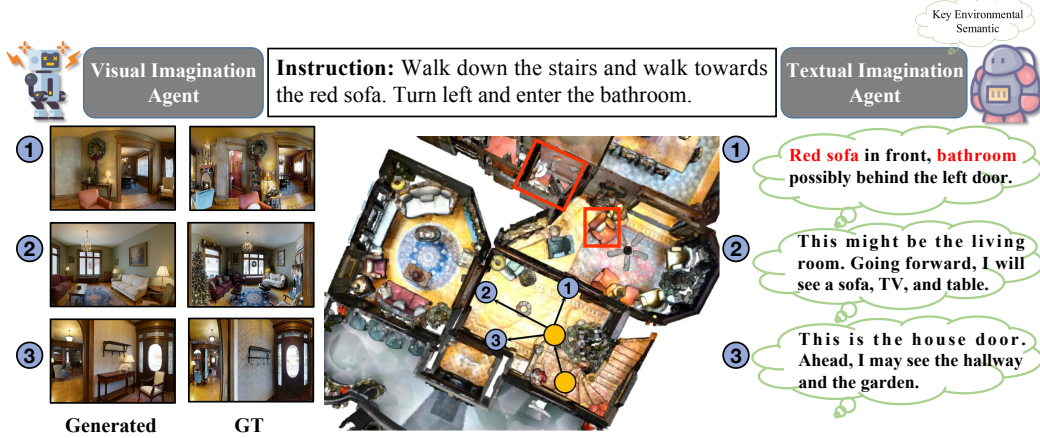 Key Environmental
Semantic
Visual Imagination
Agent
Instruction: Walk down the stairs and walk towards
the red sofa. Turn left and enter the bathroom.
Textual Imagination
Agent
1
2
3
Generated
GT
1
2
3
1
Red sofa in front, bathroom
possibly behind the left door.
2
This might be the living
room. Going forward, I will
see a sofa, TV, and table.
3
This is the house door.
Ahead, I may see the hallway
and the garden.